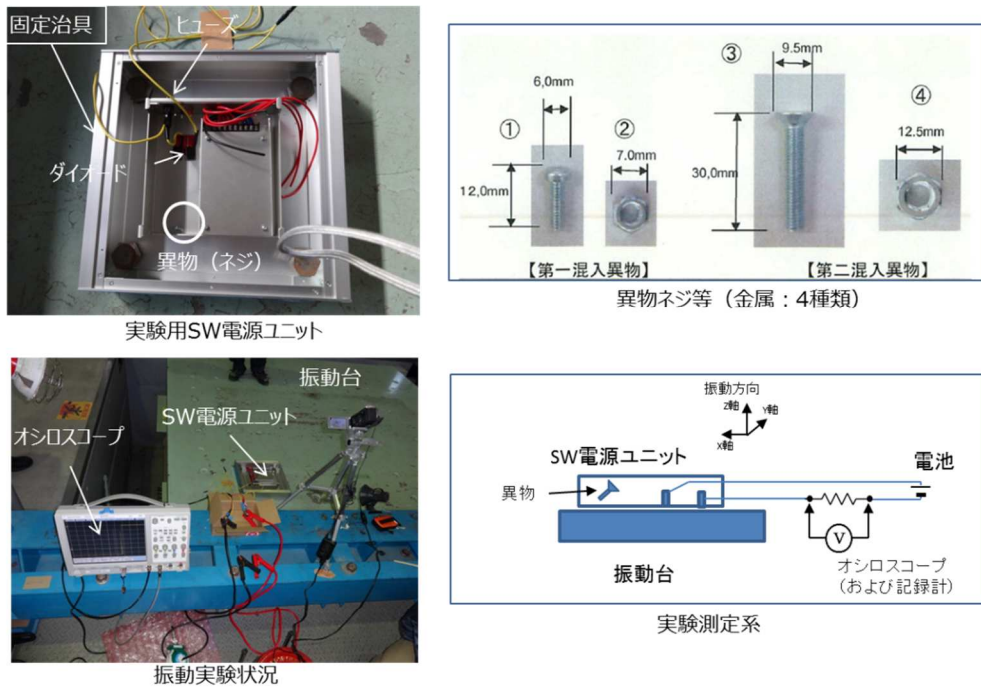 固定治具
ヒューズ
ダイオード
異物（ネジ）
実験用SW電源ユニット
①
6,0mm
12,0mm
②
7.0mm
③
9.5mm
30,0mm
④
12.5mm
【第一混入異物】
【第二混入異物】
異物ネジ等（金属：4種類）
振動台
SW電源ユニット
オシロスコープ
振動実験状況
振動方向
Z軸
Y軸
X軸
SW電源ユニット
電池
異物
V
振動台
オシロスコープ
（および記録計）
実験測定系